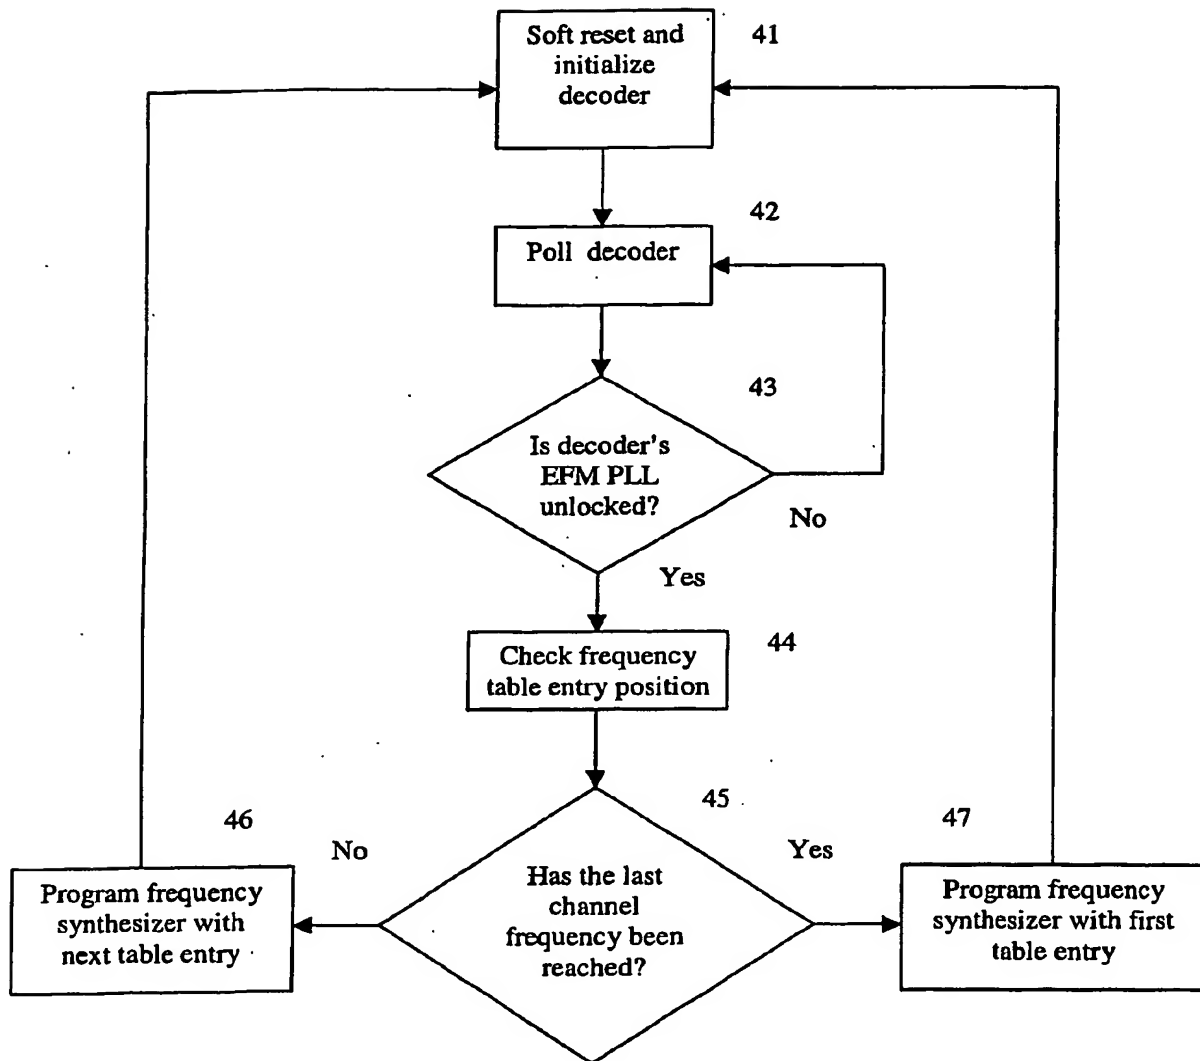 Soft reset and
initialize
decoder
41
42
Poll decoder
43
Is decoder's
EFM PLL
unlocked?
No
Yes
44
Check frequency
table entry position
45
46
47
No
Yes
Has the last
channel
frequency been
reached?
Program frequency
synthesizer with
next table entry
Program frequency
synthesizer with first
table entry